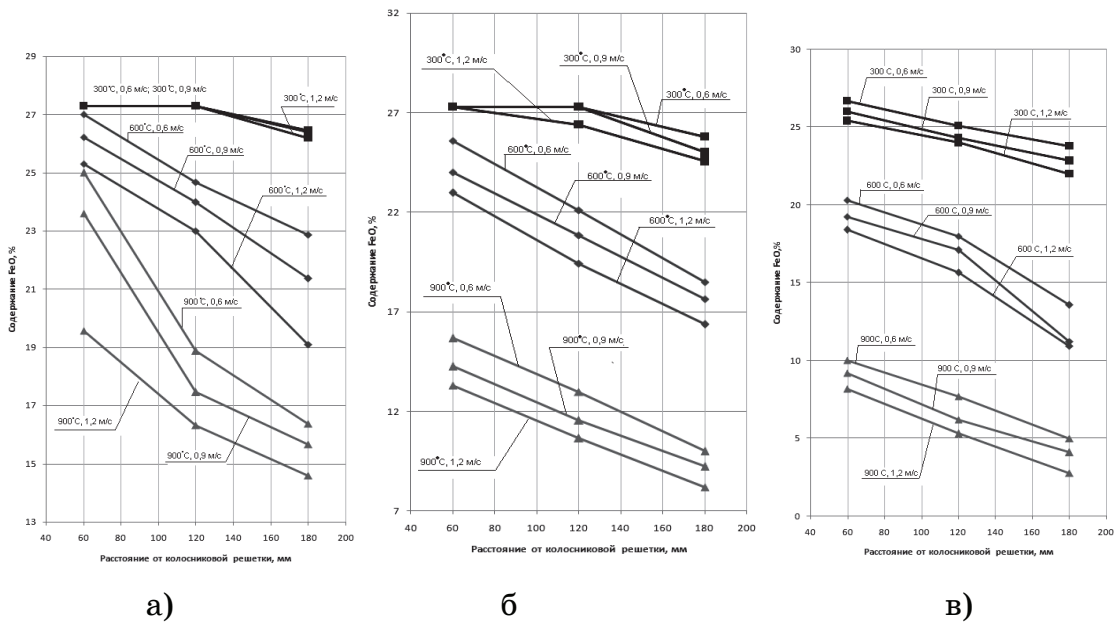 Содержание FeO, %
29
27
25
23
21
19
17
15
13
300°С, 0,6 м/с; 300°С, 0,9 м/с
300°С, 1,2 м/с
600°С, 0,6 м/с
600°С, 0,9 м/с
600°С, 1,2 м/с
900°С, 0,6 м/с
900°С, 1,2 м/с
900°С, 0,9 м/с
40 60 80 100 120 140 160 180 200
Расстояние от колосниковой решетки, мм
а)
Содержание FeO, %
32
27
22
17
12
7
300°С, 1,2 м/с
300°С, 0,9 м/с
300°С, 0,6 м/с
600°С, 0,6 м/с
600°С, 0,9 м/с
600°С, 1,2 м/с
900°С, 0,6 м/с
900°С, 0,9 м/с
900°С, 1,2 м/с
40 60 80 100 120 140 160 180 200
Расстояние от колосниковой решетки, мм
б
Содержание FeO, %
30
25
20
15
10
5
0
300 С, 0,6 м/с
300 С, 0,9 м/с
300 С, 1,2 м/с
600 С, 0,6 м/с
600 С, 0,9 м/с
600 С, 1,2 м/с
900С, 0,6 м/с
900 С, 0,9 м/с
900 С, 1,2 м/с
40 60 80 100 120 140 160 180 200
Расстояние от колосниковой решетки, мм
в)